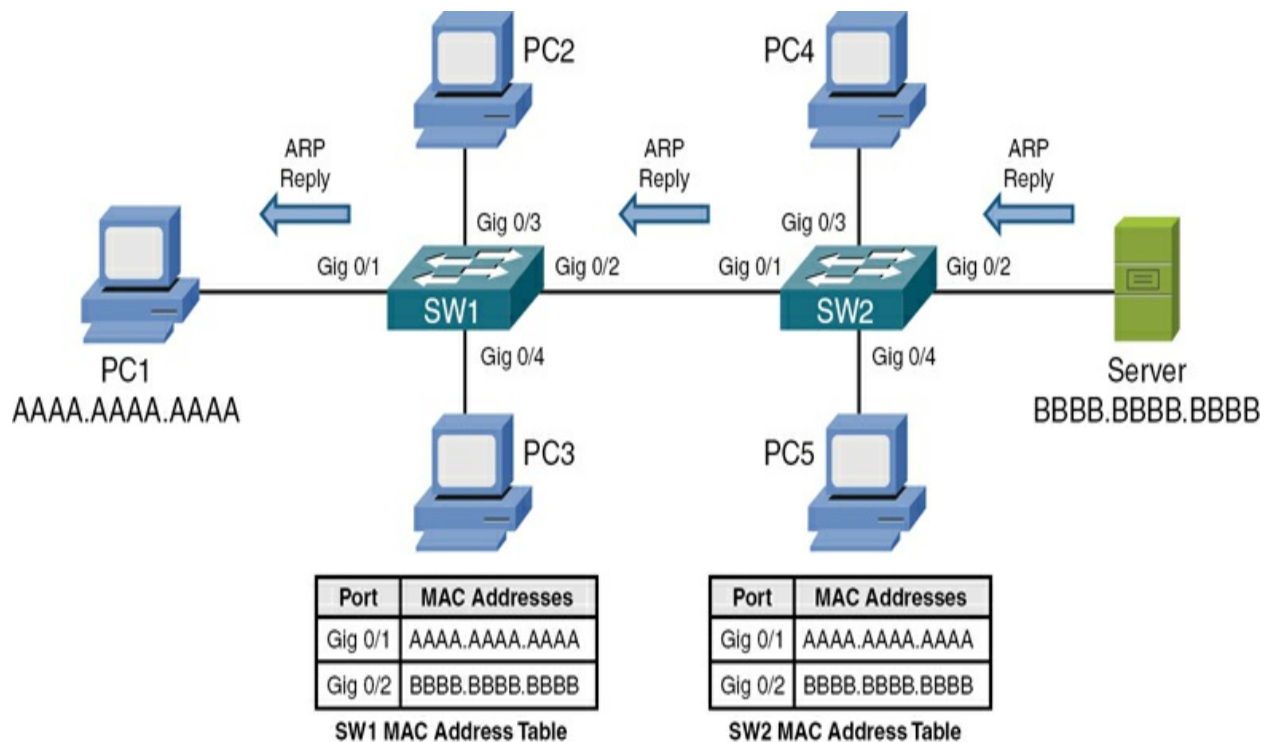 PC2
PC4
ARP
Reply
ARP
Reply
ARP
Reply
Gig 0/3
Gig 0/3
Gig 0/1
Gig 0/2
Gig 0/1
Gig 0/2
SW1
SW2
Gig 0/4
Gig 0/4
PC1
AAAA.AAAA.AAAA
Server
BBBB.BBBB.BBBB
PC3
PC5
Port MAC Addresses
Gig 0/1 AAAA.AAAA.AAAA
Gig 0/2 BBBB.BBBB.BBBB
SW1 MAC Address Table
Port MAC Addresses
Gig 0/1 AAAA.AAAA.AAAA
Gig 0/2 BBBB.BBBB.BBBB
SW2 MAC Address Table